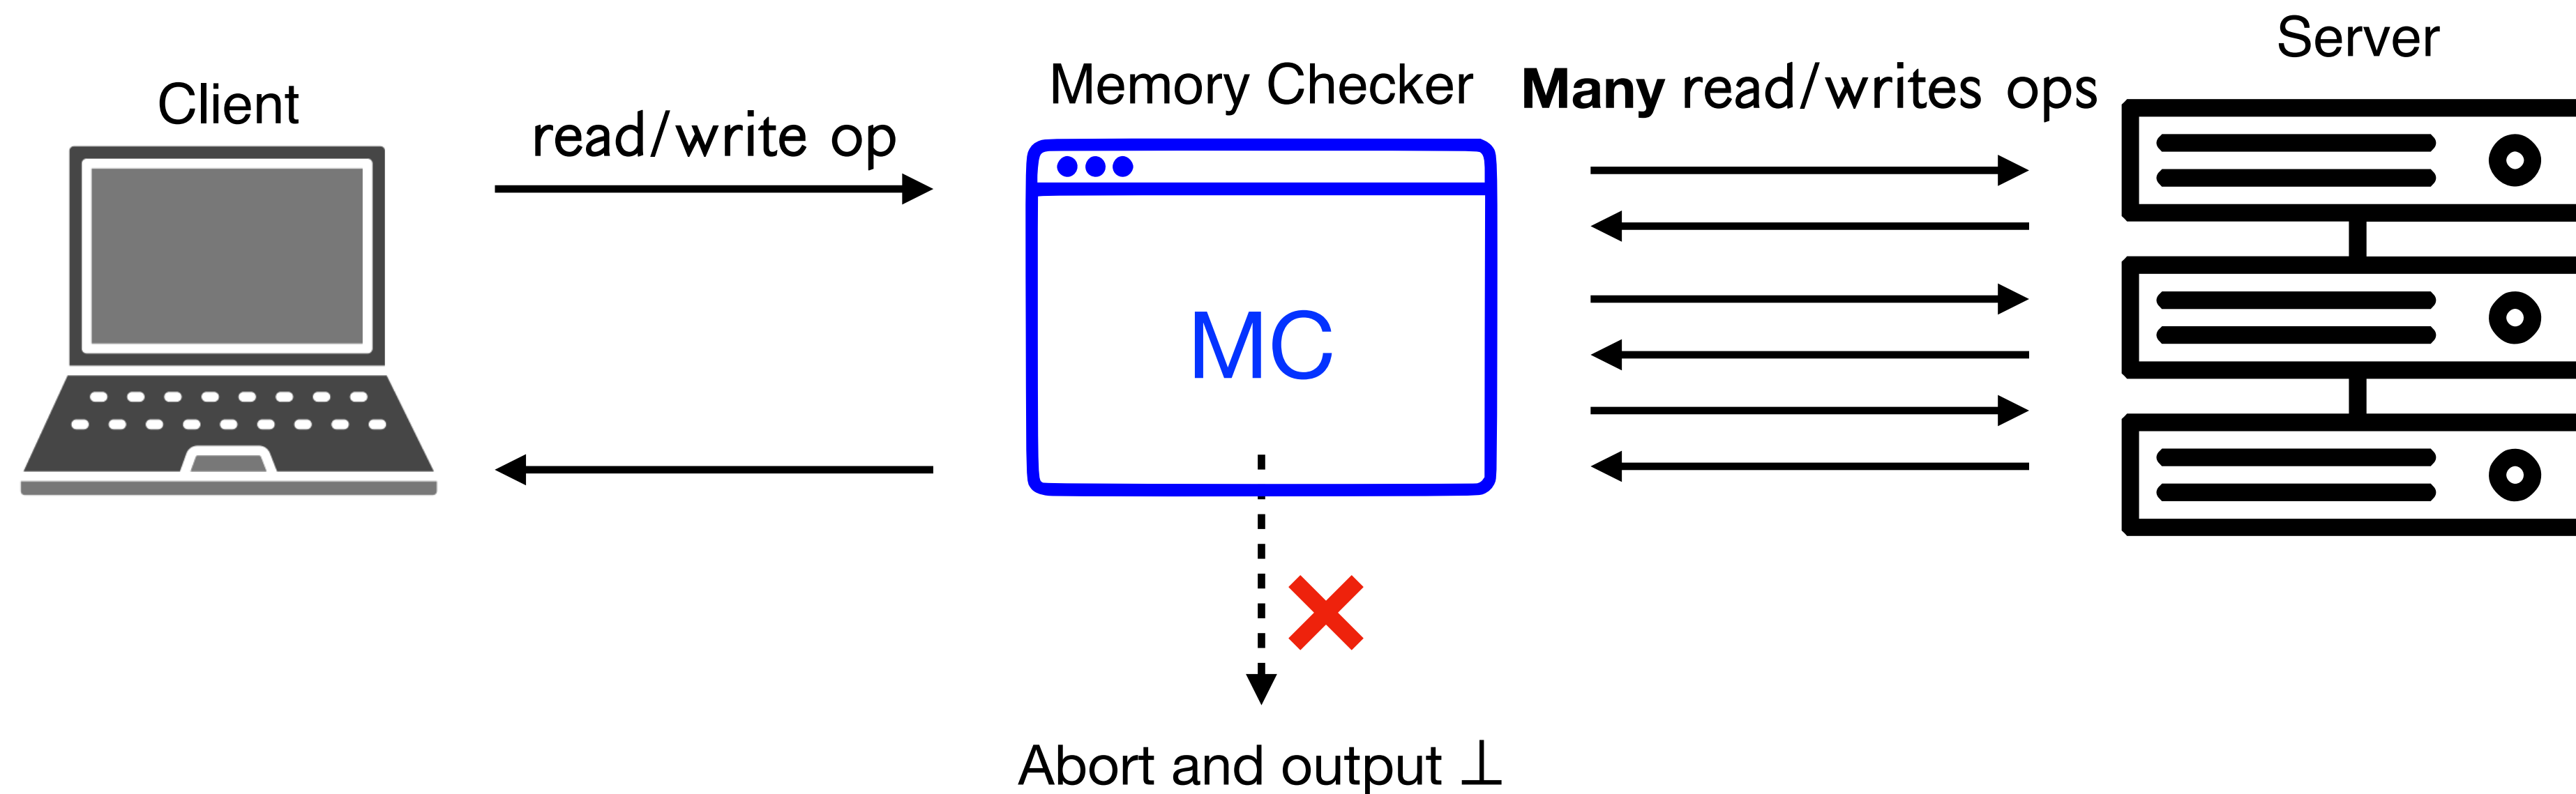 Client
read/write op
Memory Checker
Many read/writes ops
Server
MC
Abort and output ⊥